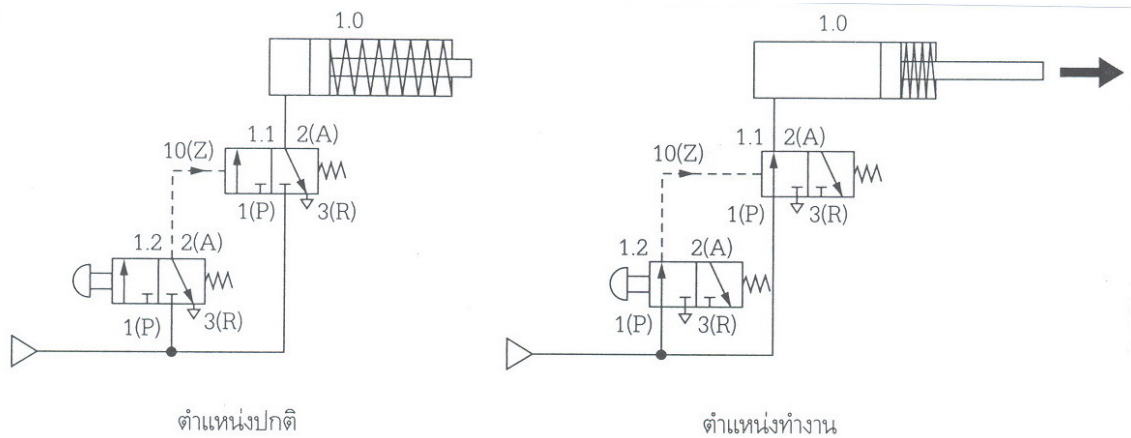 1.0
1.1 2(A)
10(Z)
1(P) 3(R)
1.2 2(A)
1(P) 3(R)
ตำแหน่งปกติ
1.0
1.1 2(A)
10(Z)
1(P) 3(R)
1.2 2(A)
1(P) 3(R)
ตำแหน่งทำงาน